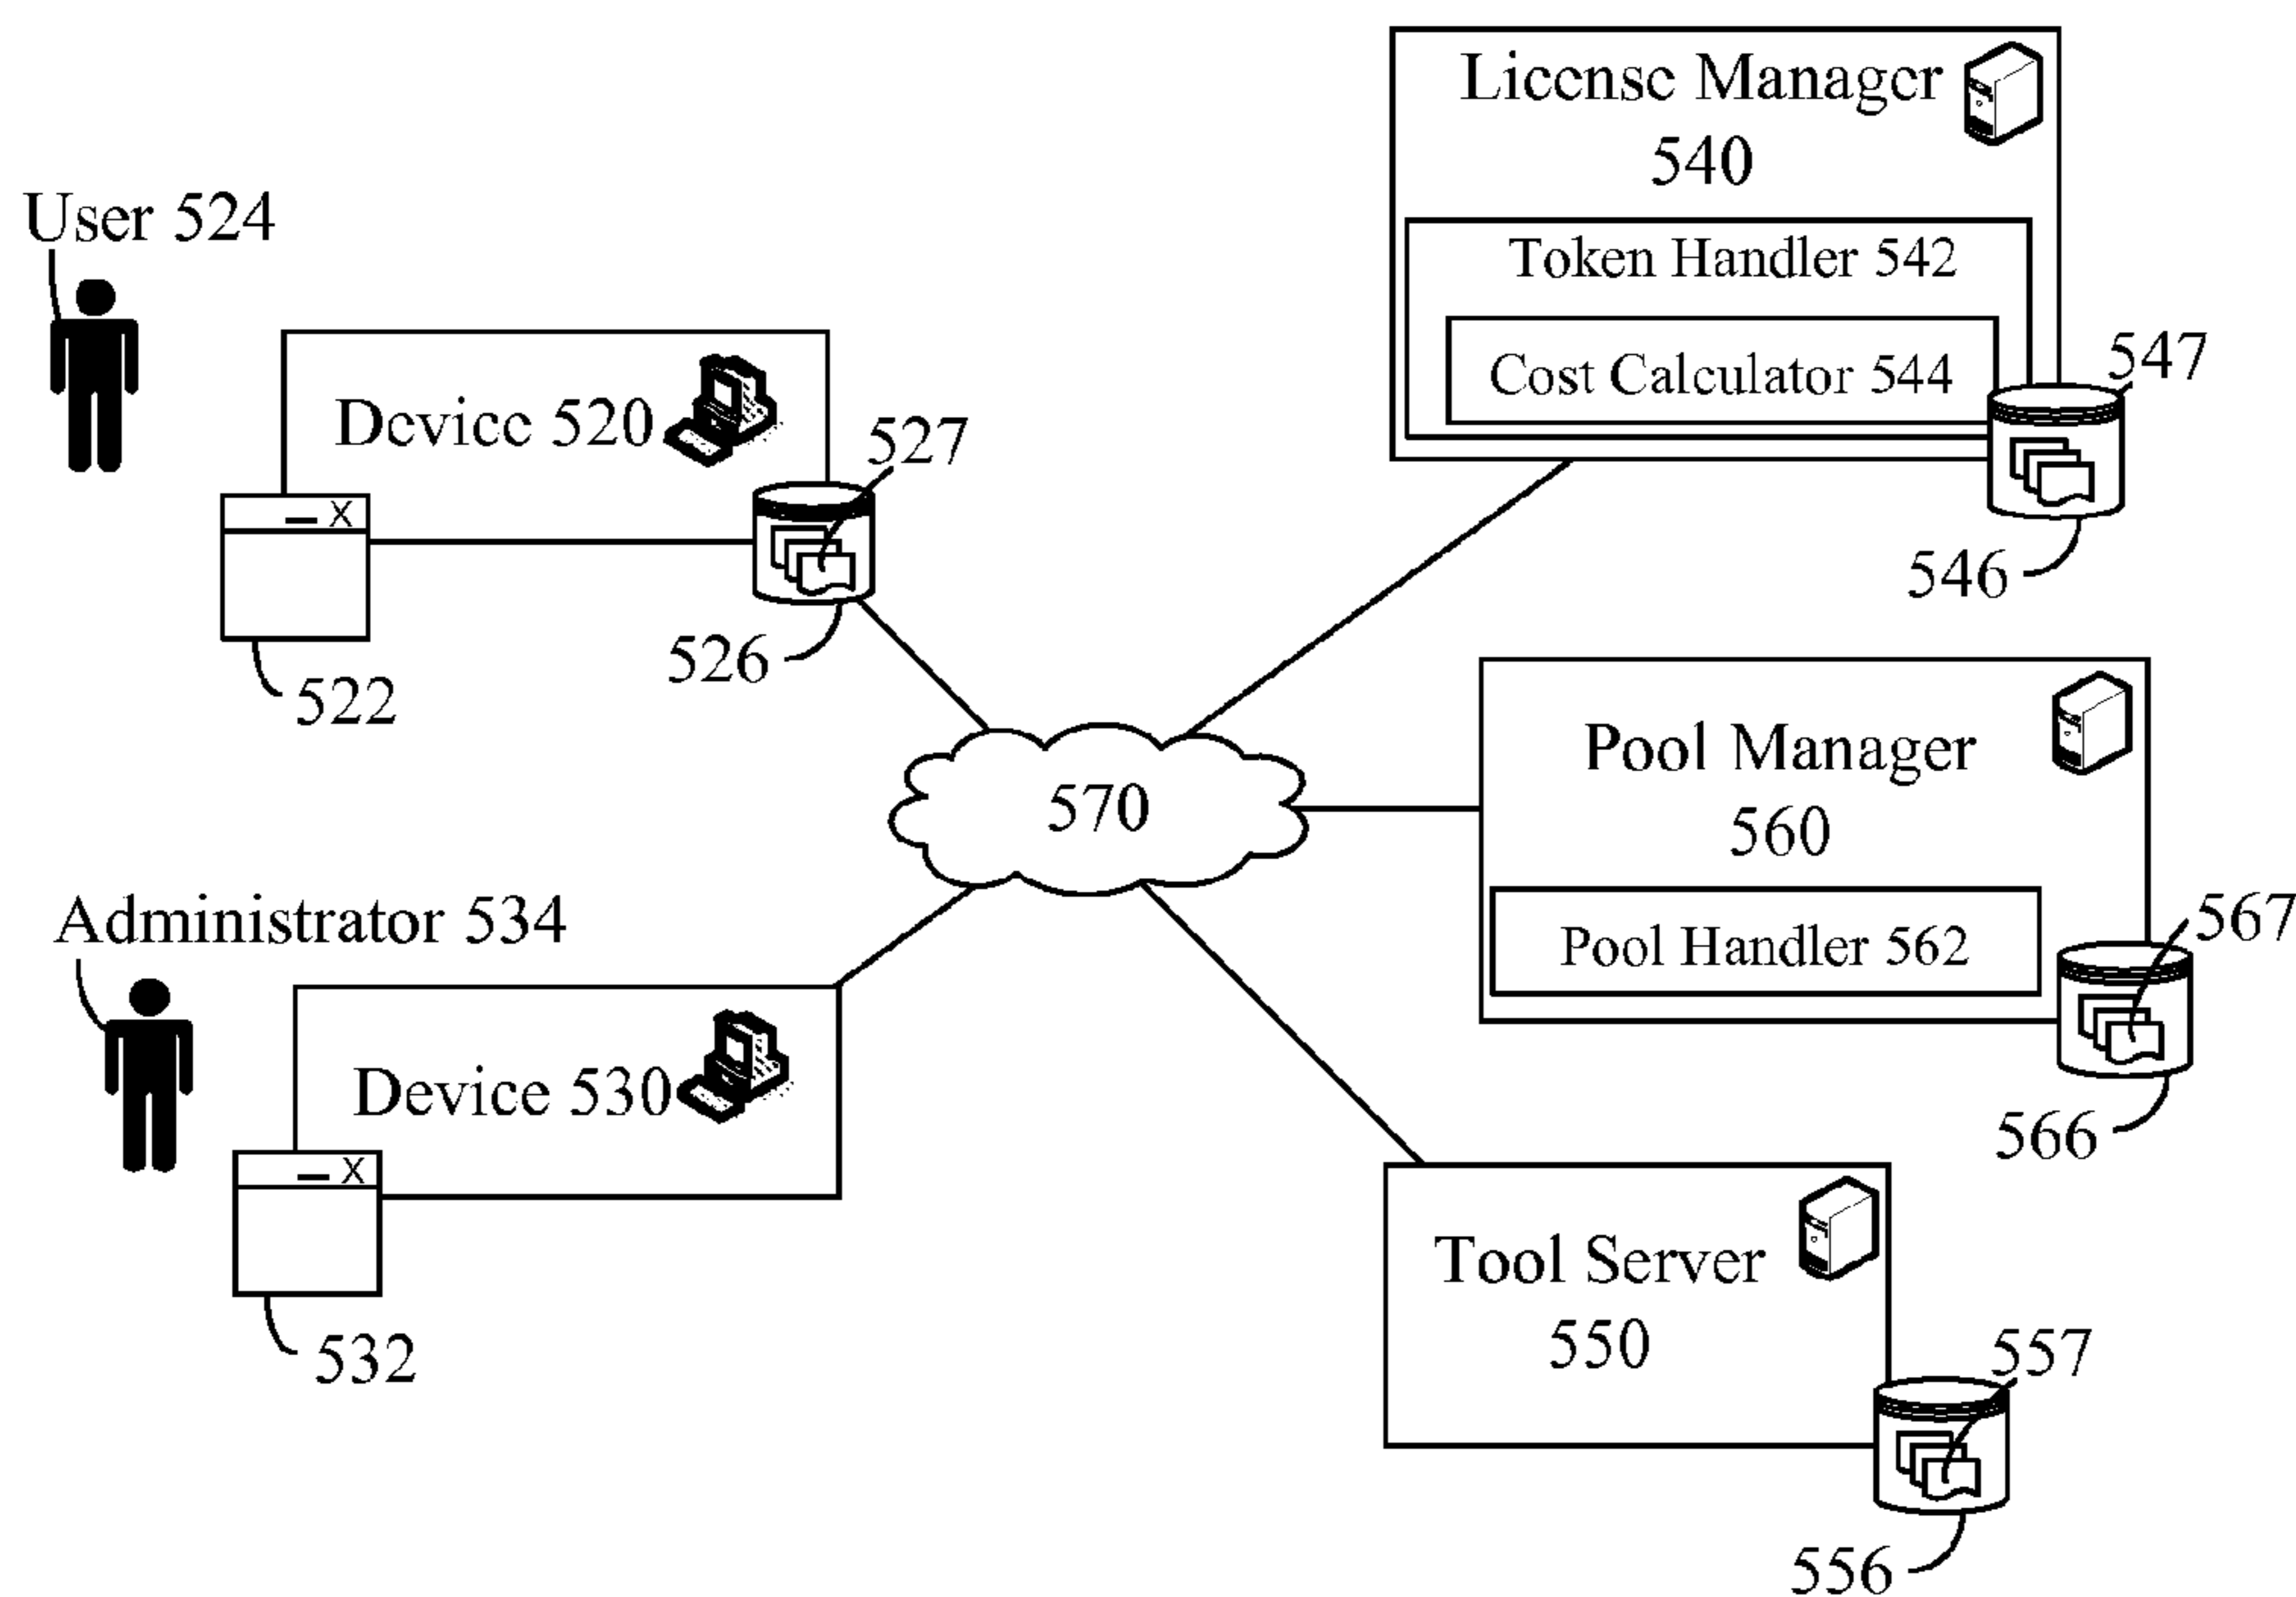 License Manager
540
Token Handler 542
Cost Calculator 544
547
546
User 524
Device 520
527
526
522
X
570
Pool Manager
560
Pool Handler 562
567
566
Administrator 534
Device 530
X
532
Tool Server
550
557
556